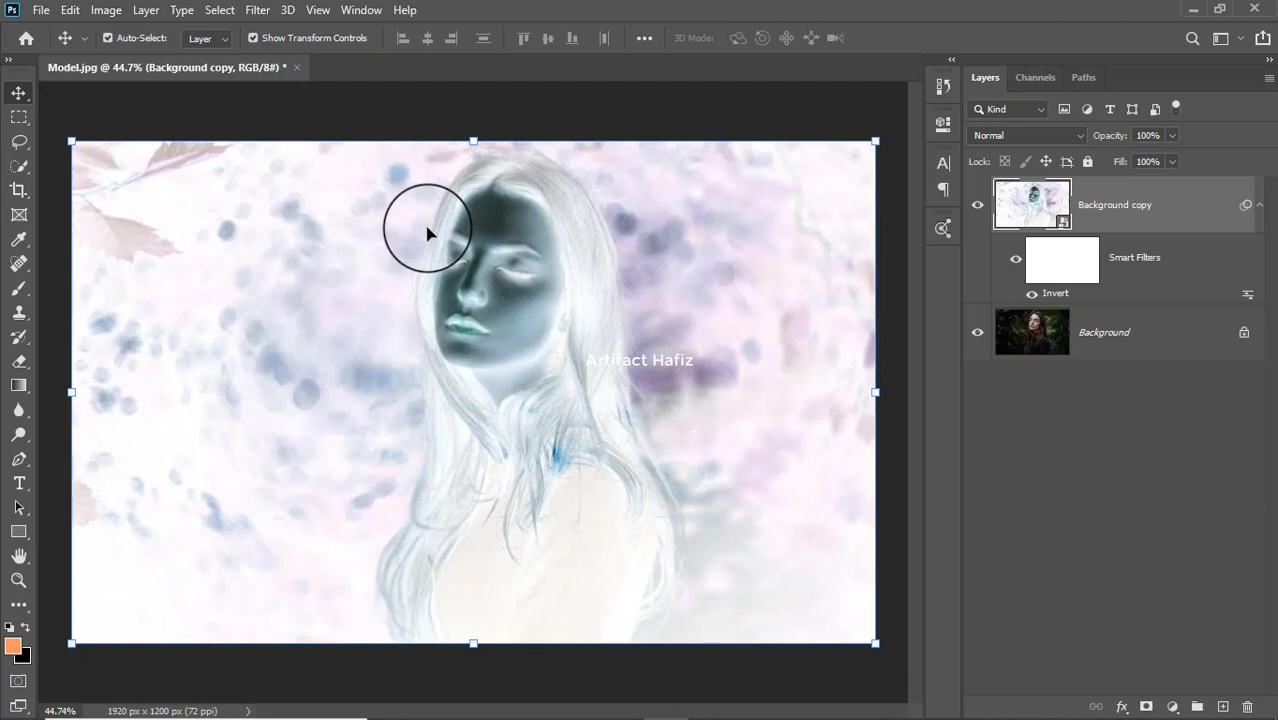 Ps File Edit Image Layer Type Select Filter 3D View Window Help
Auto-Select: Layer Show Transform Controls 3D Mode:
Model.jpg @ 44.7% (Background copy, RGB/8#) *
Layers Channels Paths
Kind
Normal Opacity: 100%
Lock: Fill: 100%
Background copy
Smart Filters
Invert
Background
Artifact Hafiz
44.74% 1920 px x 1200 px (72 ppi)